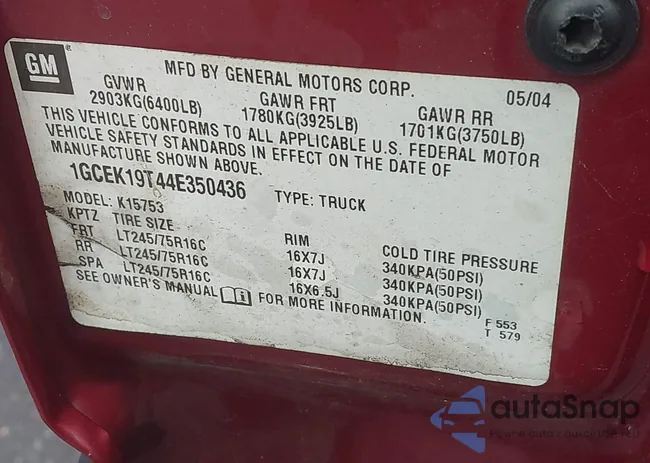 GM
MFD BY GENERAL MOTORS CORP. 05/04
GVWR GAWR FRT GAWR RR
2903KG(6400LB) 1780KG(3925LB) 1701KG(3750LB)
THIS VEHICLE CONFORMS TO ALL APPLICABLE U.S. FEDERAL MOTOR
VEHICLE SAFETY STANDARDS IN EFFECT ON THE DATE OF
MANUFACTURE SHOWN ABOVE.
1GCEK19T44E350436 TYPE: TRUCK
MODEL: K15753
KPTZ TIRE SIZE RIM COLD TIRE PRESSURE
FRT LT245/75R16C 16X7J 340KPA(50PSI)
RR LT245/75R16C 16X7J 340KPA(50PSI)
SPA LT245/75R16C 16X6.5J 340KPA(50PSI)
SEE OWNER'S MANUAL FOR MORE INFORMATION.
F 553
T 579
autoSnap